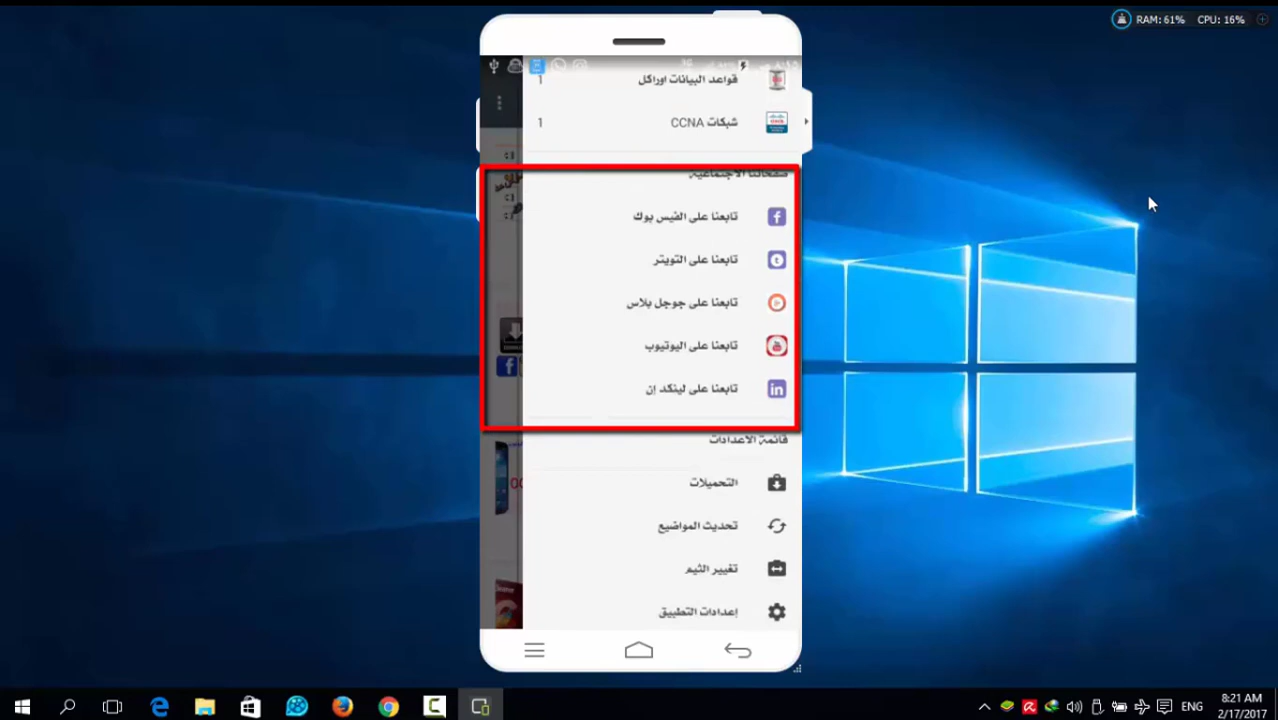 RAM: 61% CPU: 16%
قواعد البيانات اوراكل 1
شبكات CCNA 1
صفحاتنا الاجتماعية
تابعنا على الفيس بوك
تابعنا على التويتر
تابعنا على جوجل بلاس
تابعنا على اليوتيوب
تابعنا على لينكد إن
قائمة الاعدادات
التحميلات
تحديث المواضيع
تغيير الثيم
إعدادات التطبيق
ENG
8:21 AM
2/17/2017